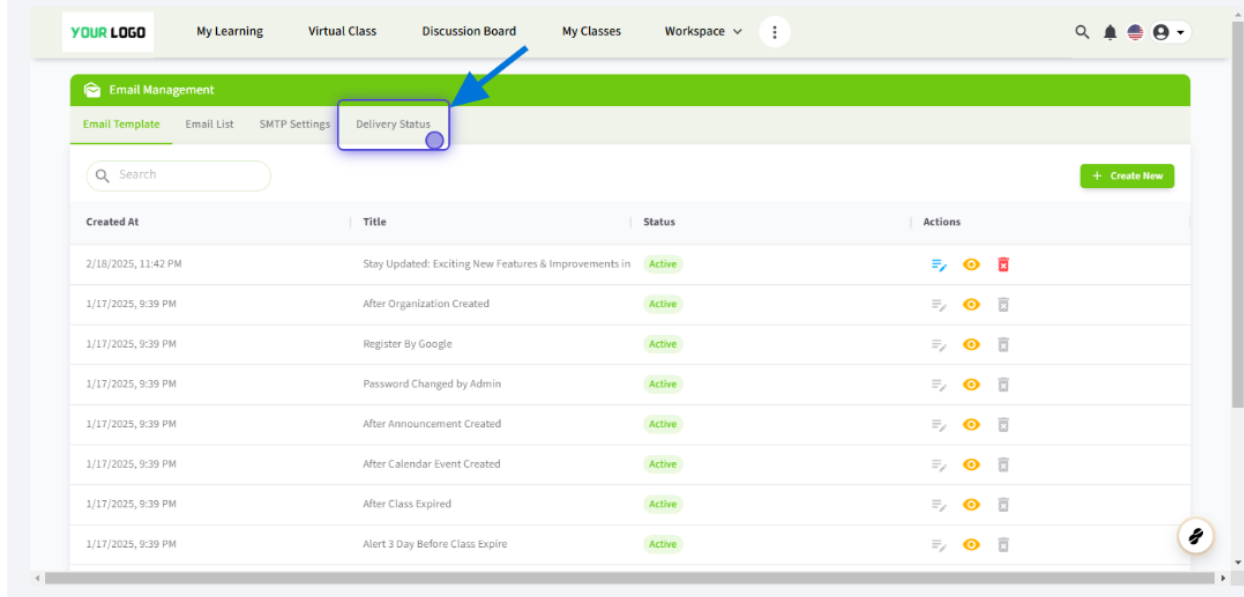 YOUR LOGO My Learning Virtual Class Discussion Board My Classes Workspace
Email Management
Email Template Email List SMTP Settings Delivery Status
Search + Create New
Created At Title Status Actions
2/18/2025, 11:42 PM Stay Updated: Exciting New Features & Improvements in Active
1/17/2025, 9:39 PM After Organization Created Active
1/17/2025, 9:39 PM Register By Google Active
1/17/2025, 9:39 PM Password Changed by Admin Active
1/17/2025, 9:39 PM After Announcement Created Active
1/17/2025, 9:39 PM After Calendar Event Created Active
1/17/2025, 9:39 PM After Class Expired Active
1/17/2025, 9:39 PM Alert 3 Day Before Class Expire Active